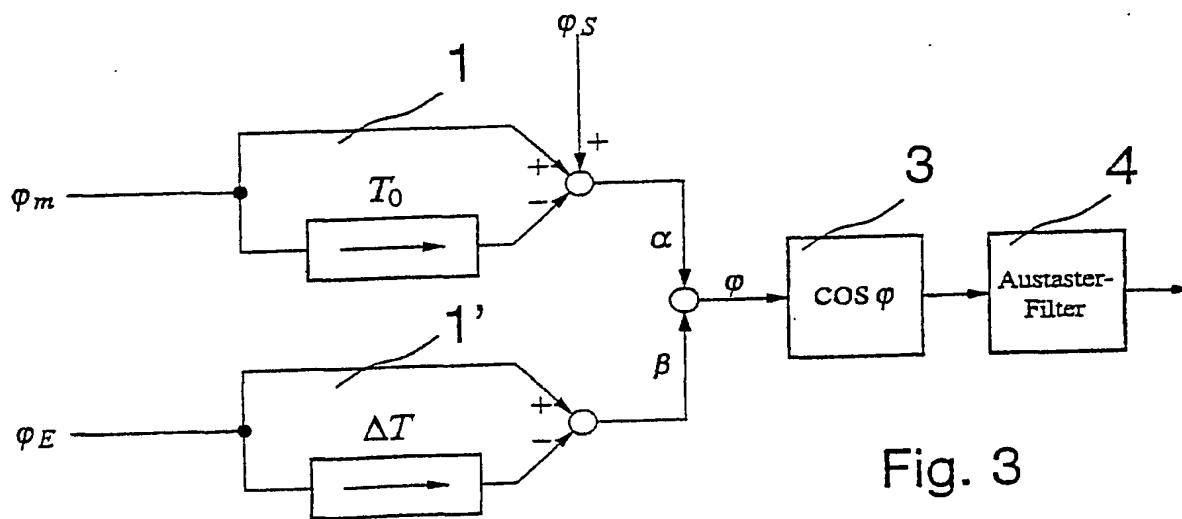 φS
1
+
+
φm
T0
−
3
4
α
φ
cos φ
Austaster-
Filter
1’
β
+
φE
ΔT
−
Fig. 3